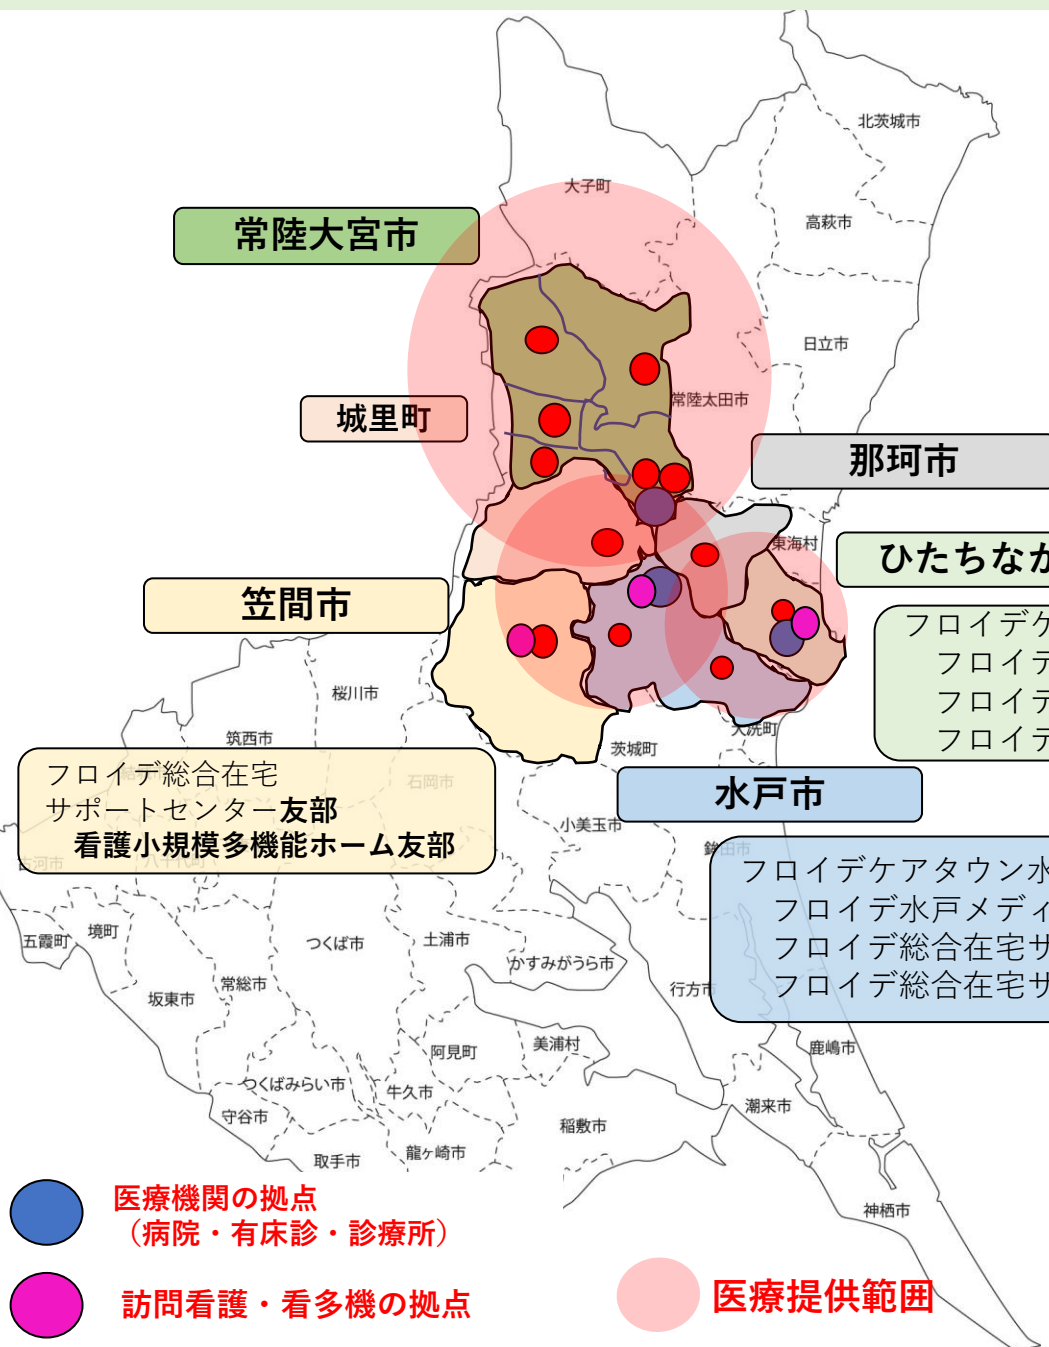 北茨城市
大子町
高萩市
常陸大宮市
日立市
常陸太田市
城里町
那珂市
東海村
ひたちなか
笠間市
フロイデケ
フロイデ
フロイデ
フロイデ
桜川市
筑西市
大洗町
茨城町
フロイデ総合在宅
サポートセンター友部
看護小規模多機能ホーム友部
石岡市
水戸市
小美玉市
鉾田市
古河市
八千代町
フロイデケアタウン水
フロイデ水戸メディ
フロイデ総合在宅サ
フロイデ総合在宅サ
五霞町
境町
つくば市
土浦市
かすみがうら市
坂東市
常総市
行方市
阿見町
美浦村
鹿嶋市
つくばみらい市
牛久市
守谷市
潮来市
稲敷市
取手市
龍ヶ崎市
神栖市
医療機関の拠点
（病院・有床診・診療所）
訪問看護・看多機の拠点
医療提供範囲